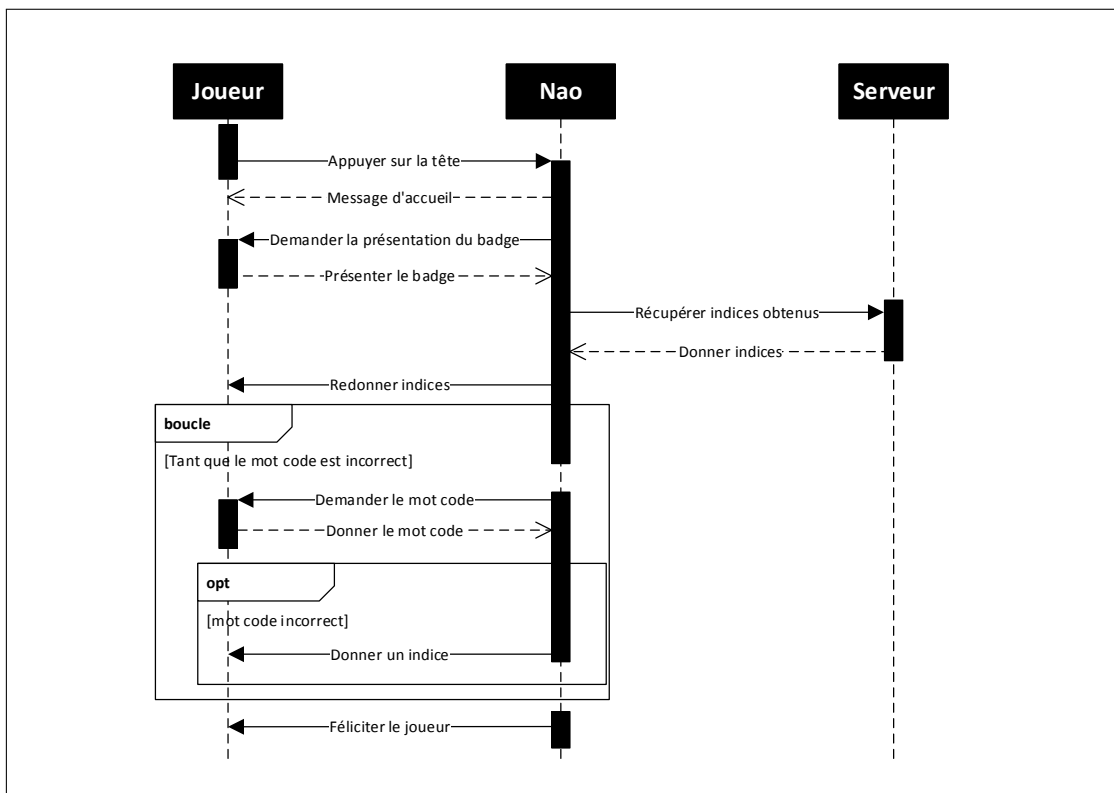 Joueur
Nao
Serveur
Appuyer sur la tête
Message d'accueil
Demander la présentation du badge
Présenter le badge
Récupérer indices obtenus
Donner indices
Redonner indices
boucle
[Tant que le mot code est incorrect]
Demander le mot code
Donner le mot code
opt
[mot code incorrect]
Donner un indice
Féliciter le joueur